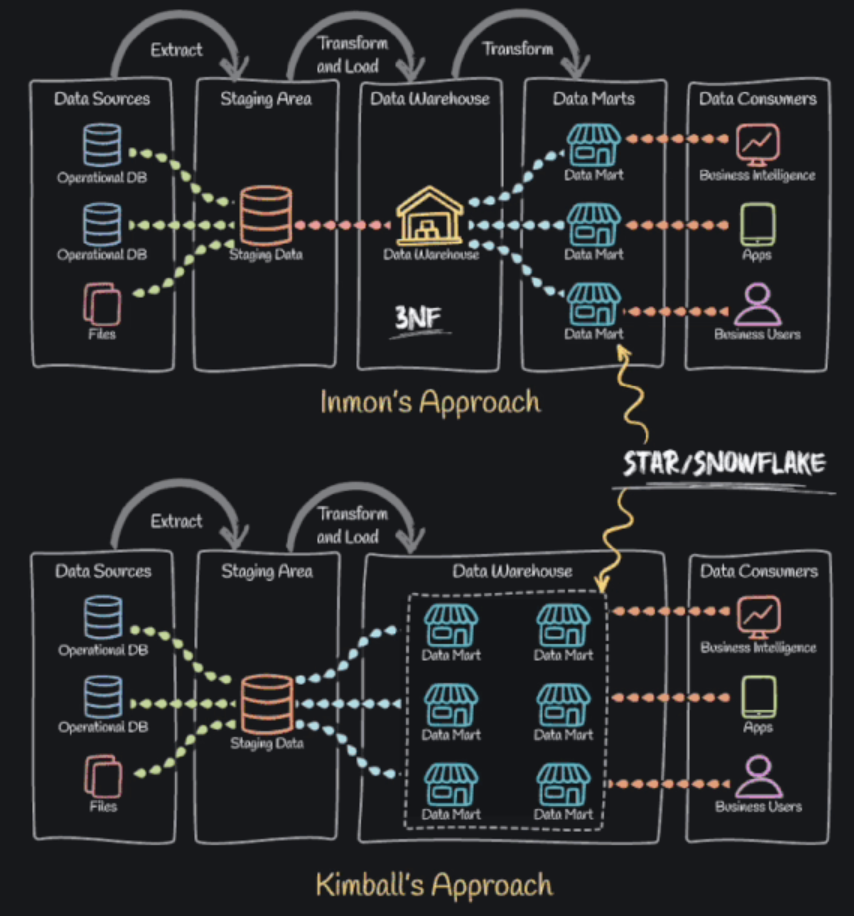 Extract
Transform
and Load
Transform
Data Sources
Staging Area
Data Warehouse
Data Marts
Data Consumers
Operational DB
Data Mart
Business Intelligence
Operational DB
Staging Data
Data Warehouse
Data Mart
Apps
Files
3NF
Data Mart
Business Users
Inmon's Approach
STAR/SNOWFLAKE
Extract
Transform
and Load
Data Sources
Staging Area
Data Warehouse
Data Consumers
Operational DB
Data Mart
Data Mart
Business Intelligence
Operational DB
Staging Data
Data Mart
Data Mart
Apps
Files
Data Mart
Data Mart
Business Users
Kimball's Approach